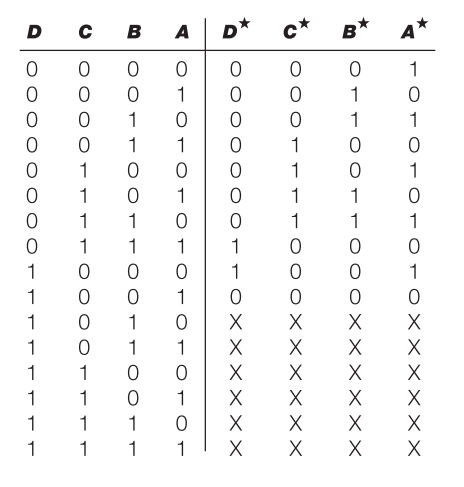 D C B A D★ C★ B★ A★
0 0 0 0 0 0 0 1
0 0 0 1 0 0 1 0
0 0 1 0 0 0 1 1
0 0 1 1 0 1 0 0
0 1 0 0 0 1 0 1
0 1 0 1 0 1 1 0
0 1 1 0 0 1 1 1
0 1 1 1 1 0 0 0
1 0 0 0 1 0 0 1
1 0 0 1 0 0 0 0
1 0 1 0 X X X X
1 0 1 1 X X X X
1 1 0 0 X X X X
1 1 0 1 X X X X
1 1 1 0 X X X X
1 1 1 1 X X X X